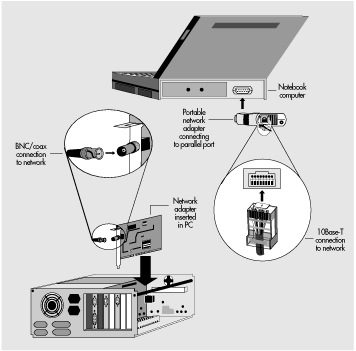 Notebook
computer
Portable
network
adapter
connecting
to parallel port
BNC/coax
connection
to network
Network
adapter
inserted
in PC
10Base-T
connection
to network